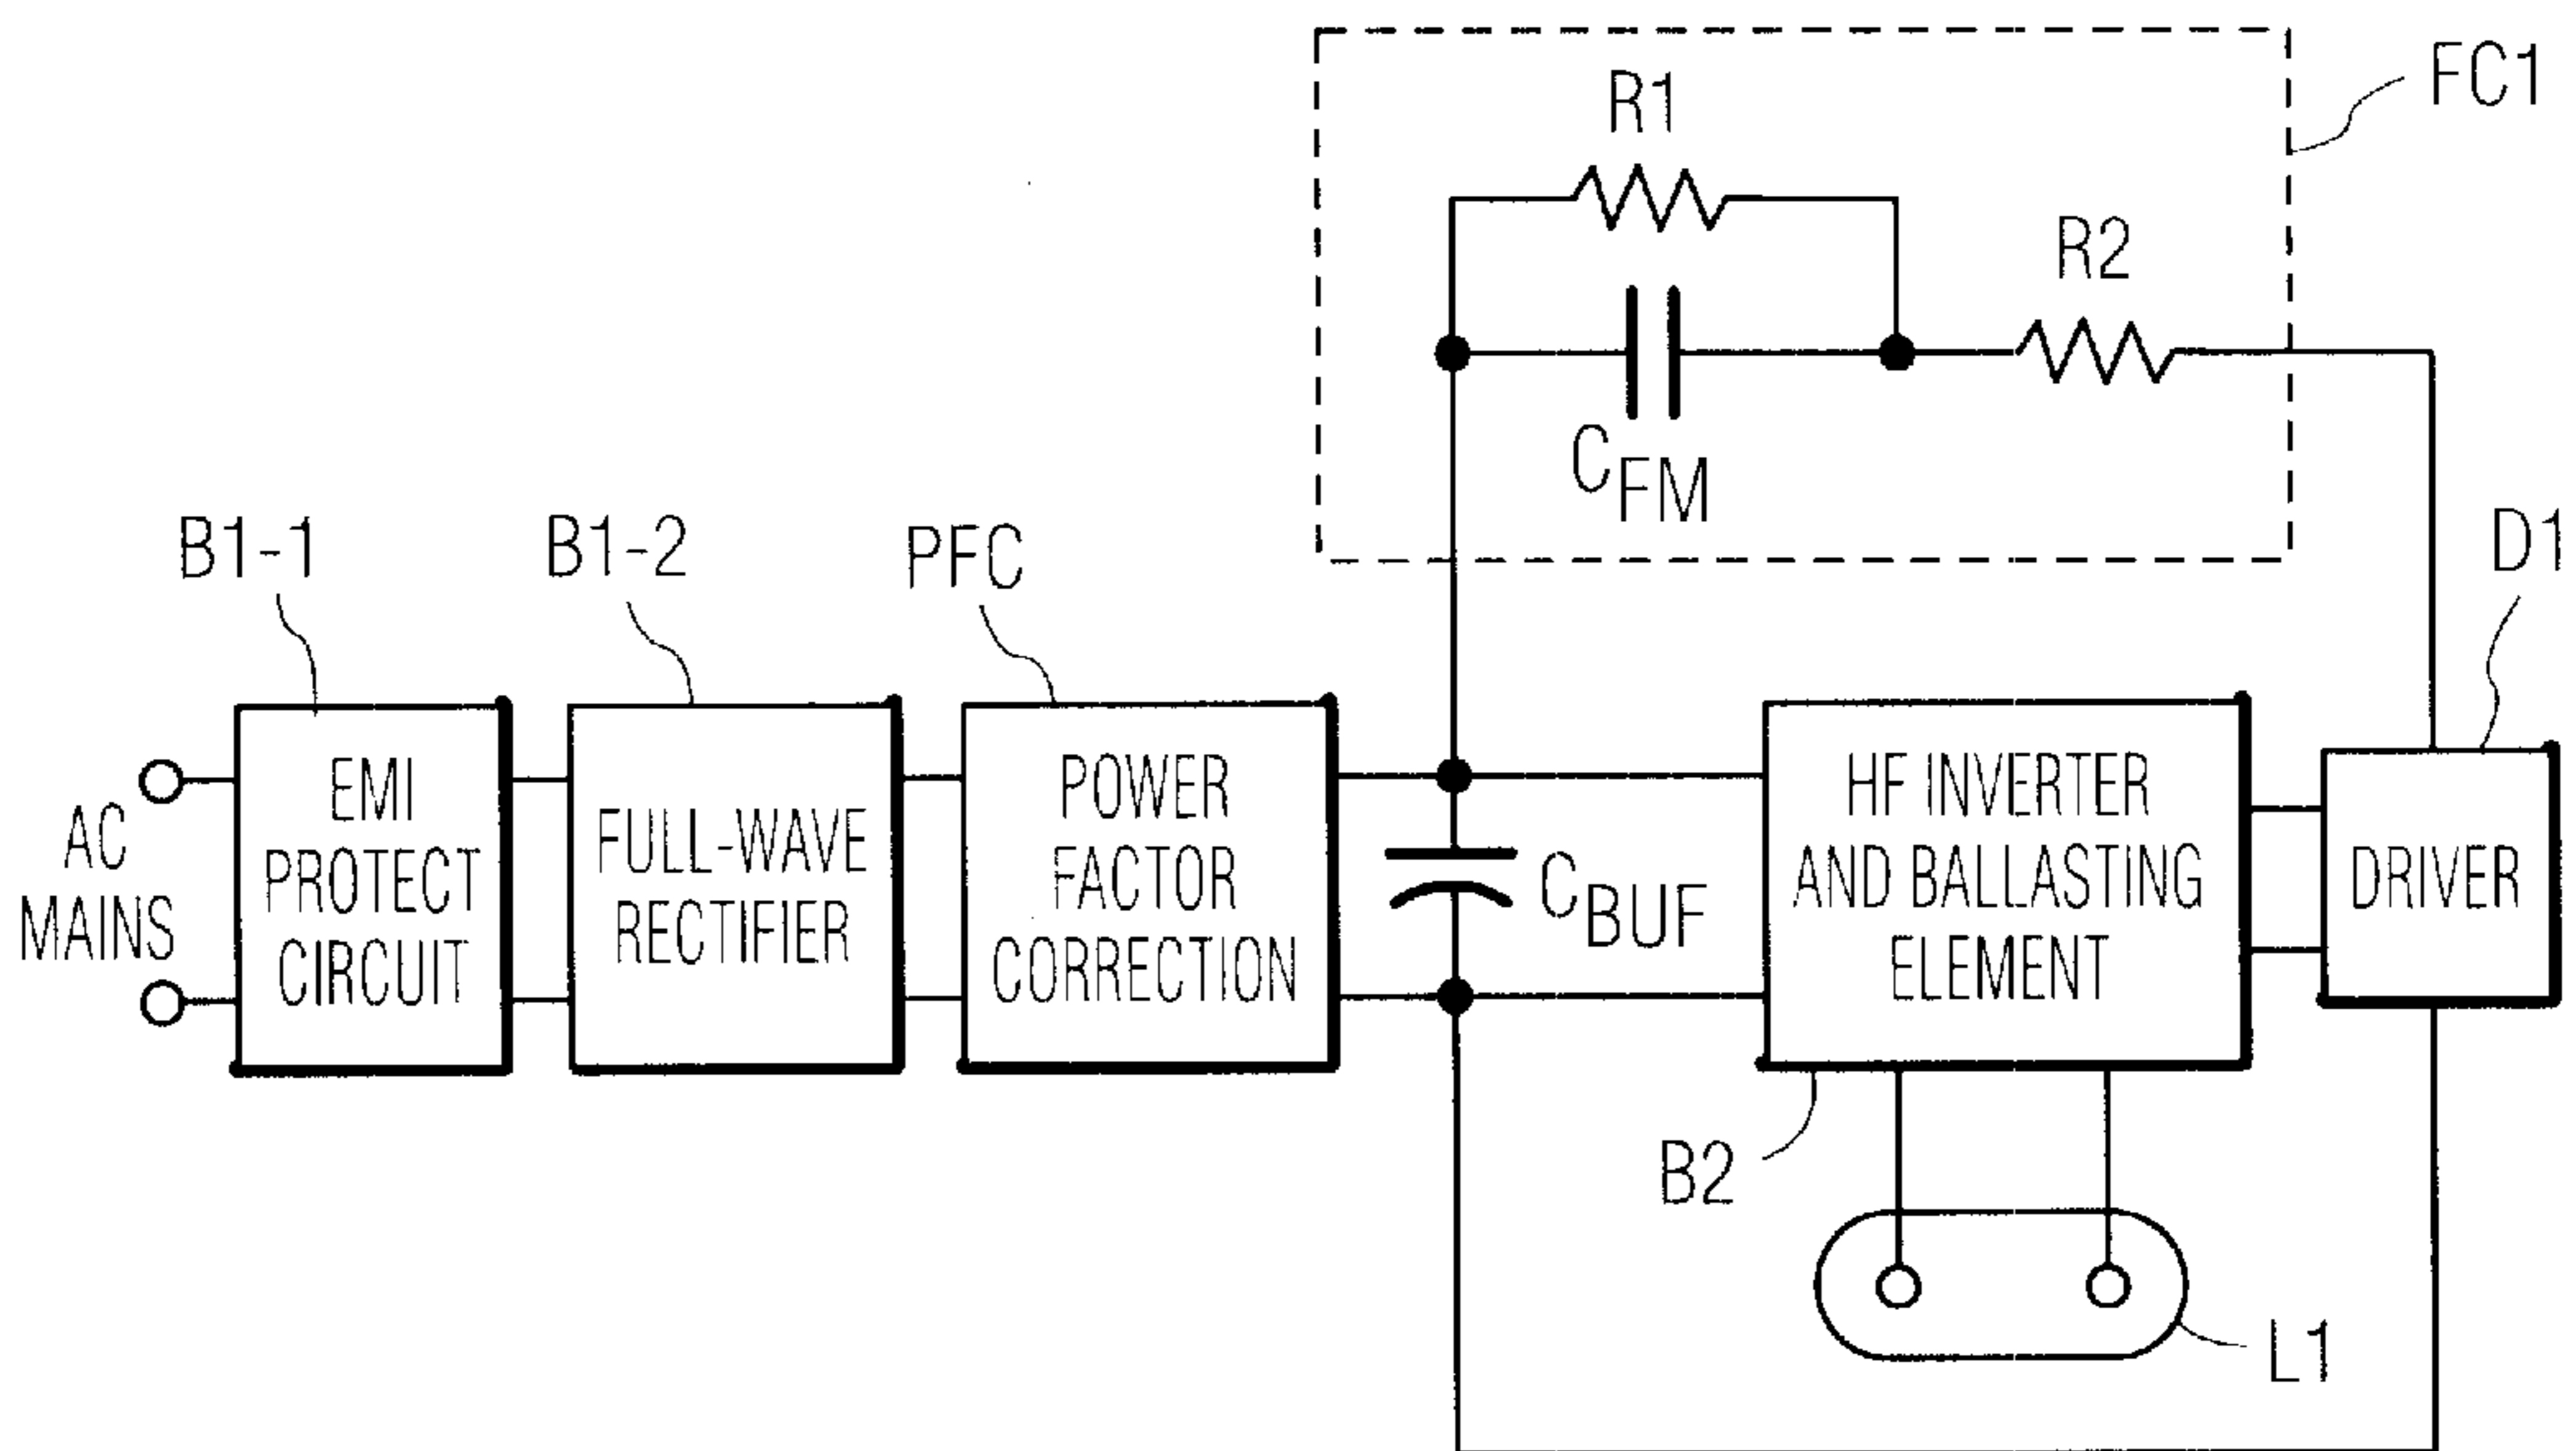 FC1
R1
R2
C FM
B1-1
B1-2
PFC
D1
AC
MAINS
EMI
PROTECT
CIRCUIT
FULL-WAVE
RECTIFIER
POWER
FACTOR
CORRECTION
C BUF
HF INVERTER
AND BALLASTING
ELEMENT
DRIVER
B2
L1